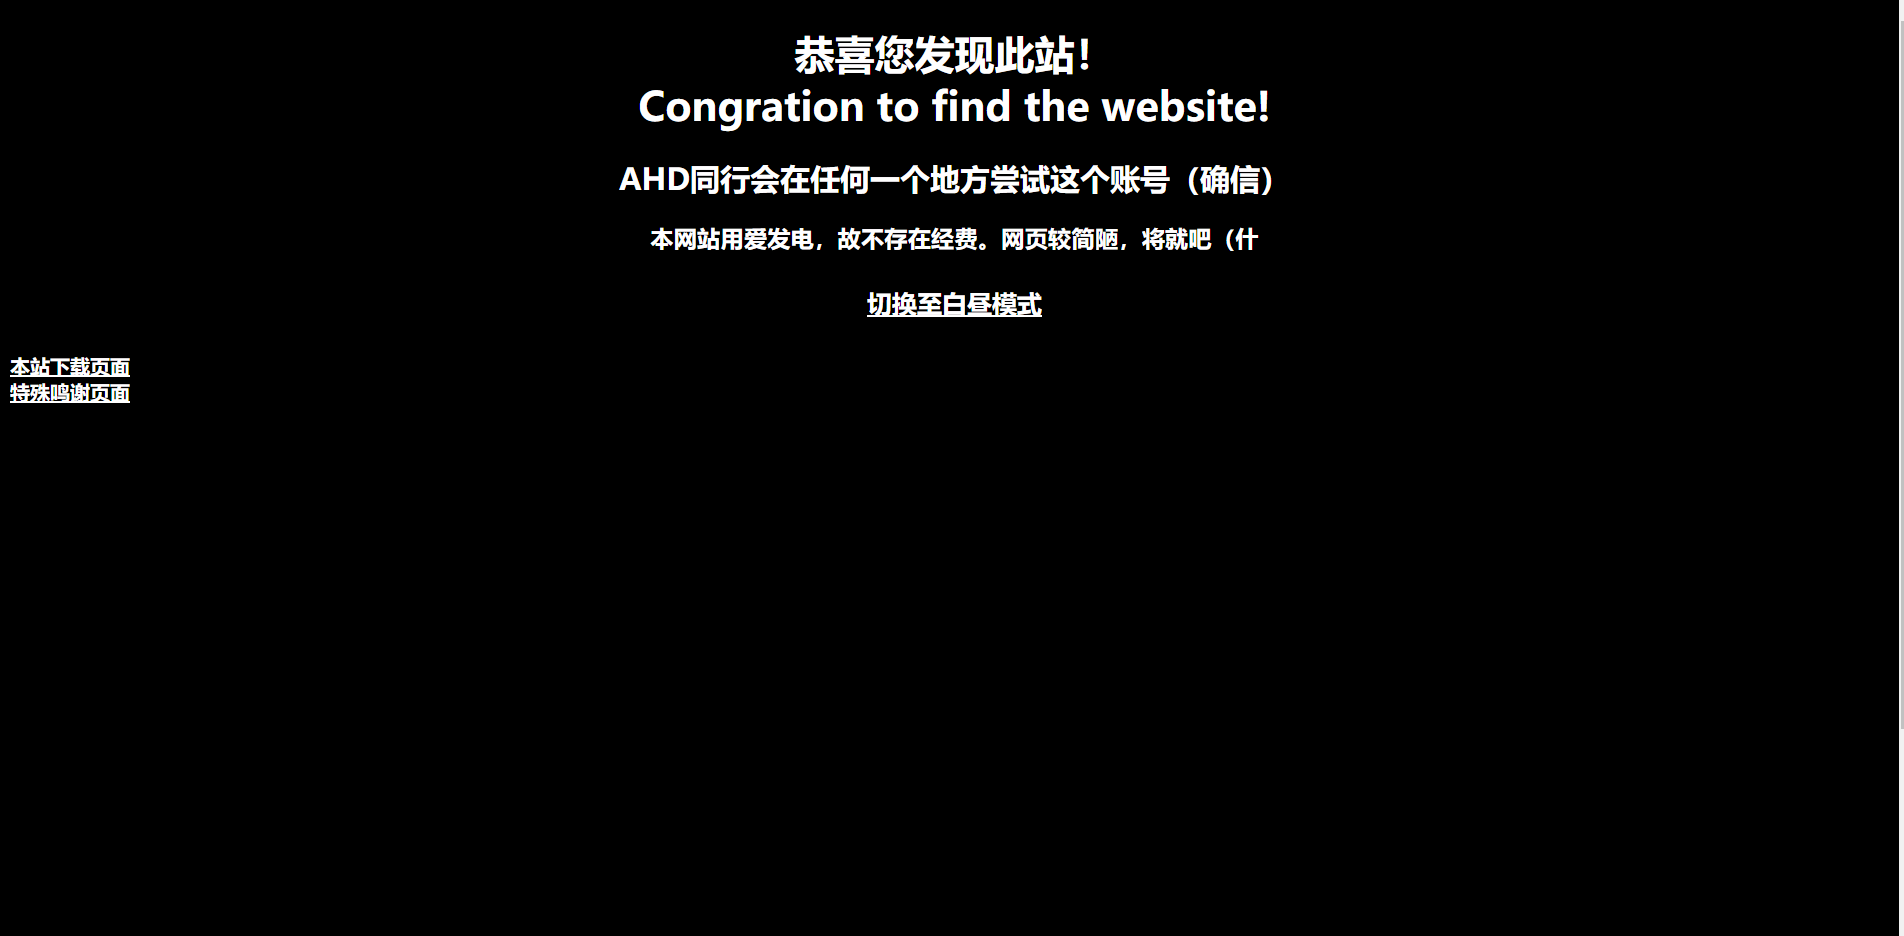 恭喜您发现此站！
Congration to find the website!
AHD同行会在任何一个地方尝试这个账号（确信）
本网站用爱发电，故不存在经费。网页较简陋，将就吧（什
切换至白昼模式
本站下载页面
特殊鸣谢页面